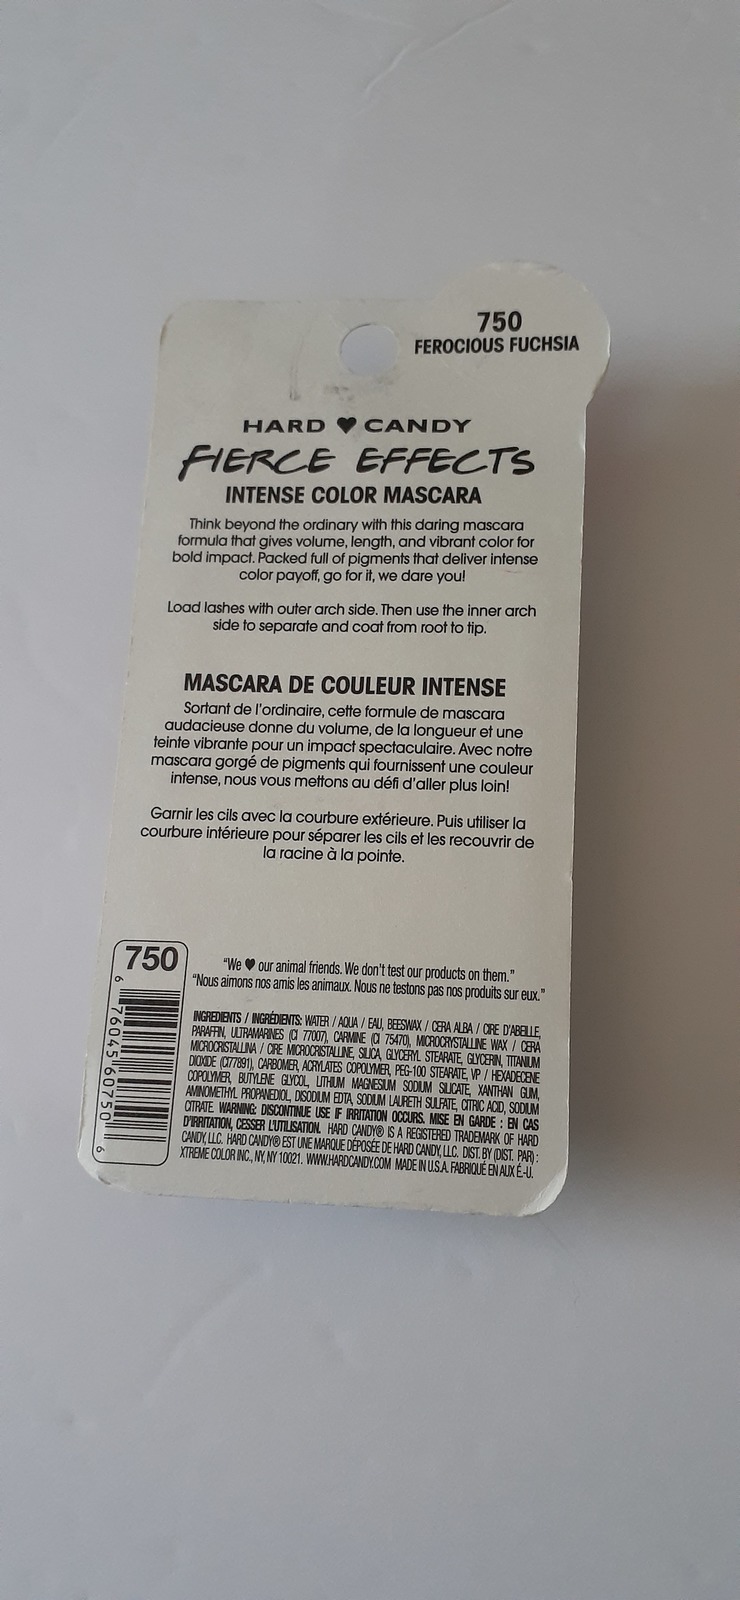 750
FEROCIOUS FUCHSIA
HARD ♥ CANDY
FIERCE EFFECTS
INTENSE COLOR MASCARA
Think beyond the ordinary with this daring mascara
formula that gives volume, length, and vibrant color for
bold impact. Packed full of pigments that deliver intense
color payoff, go for it, we dare you!
Load lashes with outer arch side. Then use the inner arch
side to separate and coat from root to tip.
MASCARA DE COULEUR INTENSE
Sortant de l'ordinaire, cette formule de mascara
audacieuse donne du volume, de la longueur et une
teinte vibrante pour un impact spectaculaire. Avec notre
mascara gorgé de pigments qui fournissent une couleur
intense, nous vous mettons au défi d'aller plus loin!
Garnir les cils avec la courbure extérieure. Puis utiliser la
courbure intérieure pour séparer les cils et les recouvrir de
la racine à la pointe.
750
6 76045 60750 6
"We ♥ our animal friends. We don't test our products on them."
"Nous aimons nos amis les animaux. Nous ne testons pas nos produits sur eux."
INGREDIENTS / INGRÉDIENTS: WATER / AQUA / EAU, BEESWAX / CERA ALBA / CIRE D'ABEILLE,
PARAFFIN, ULTRAMARINES (CI 77007), CARMINE (CI 75470), MICROCRYSTALLINE WAX / CERA
MICROCRISTALLINA / CIRE MICROCRISTALLINE, SILICA, GLYCERYL STEARATE, GLYCERIN, TITANIUM
DIOXIDE (CI77891), CARBOMER, ACRYLATES COPOLYMER, PEG-100 STEARATE, VP / HEXADECENE
COPOLYMER, BUTYLENE GLYCOL, LITHIUM MAGNESIUM SODIUM SILICATE, XANTHAN GUM,
AMINOMETHYL PROPANEDIOL, DISODIUM EDTA, SODIUM LAURETH SULFATE, CITRIC ACID, SODIUM
CITRATE. WARNING: DISCONTINUE USE IF IRRITATION OCCURS. MISE EN GARDE : EN CAS
D'IRRITATION, CESSER L'UTILISATION. HARD CANDY® IS A REGISTERED TRADEMARK OF HARD
CANDY, LLC. HARD CANDY® EST UNE MARQUE DÉPOSÉE DE HARD CANDY, LLC. DIST. BY (DIST. PAR) :
XTREME COLOR INC., NY, NY 10021. WWW.HARDCANDY.COM MADE IN U.S.A. FABRIQUÉ EN AUX É.-U.